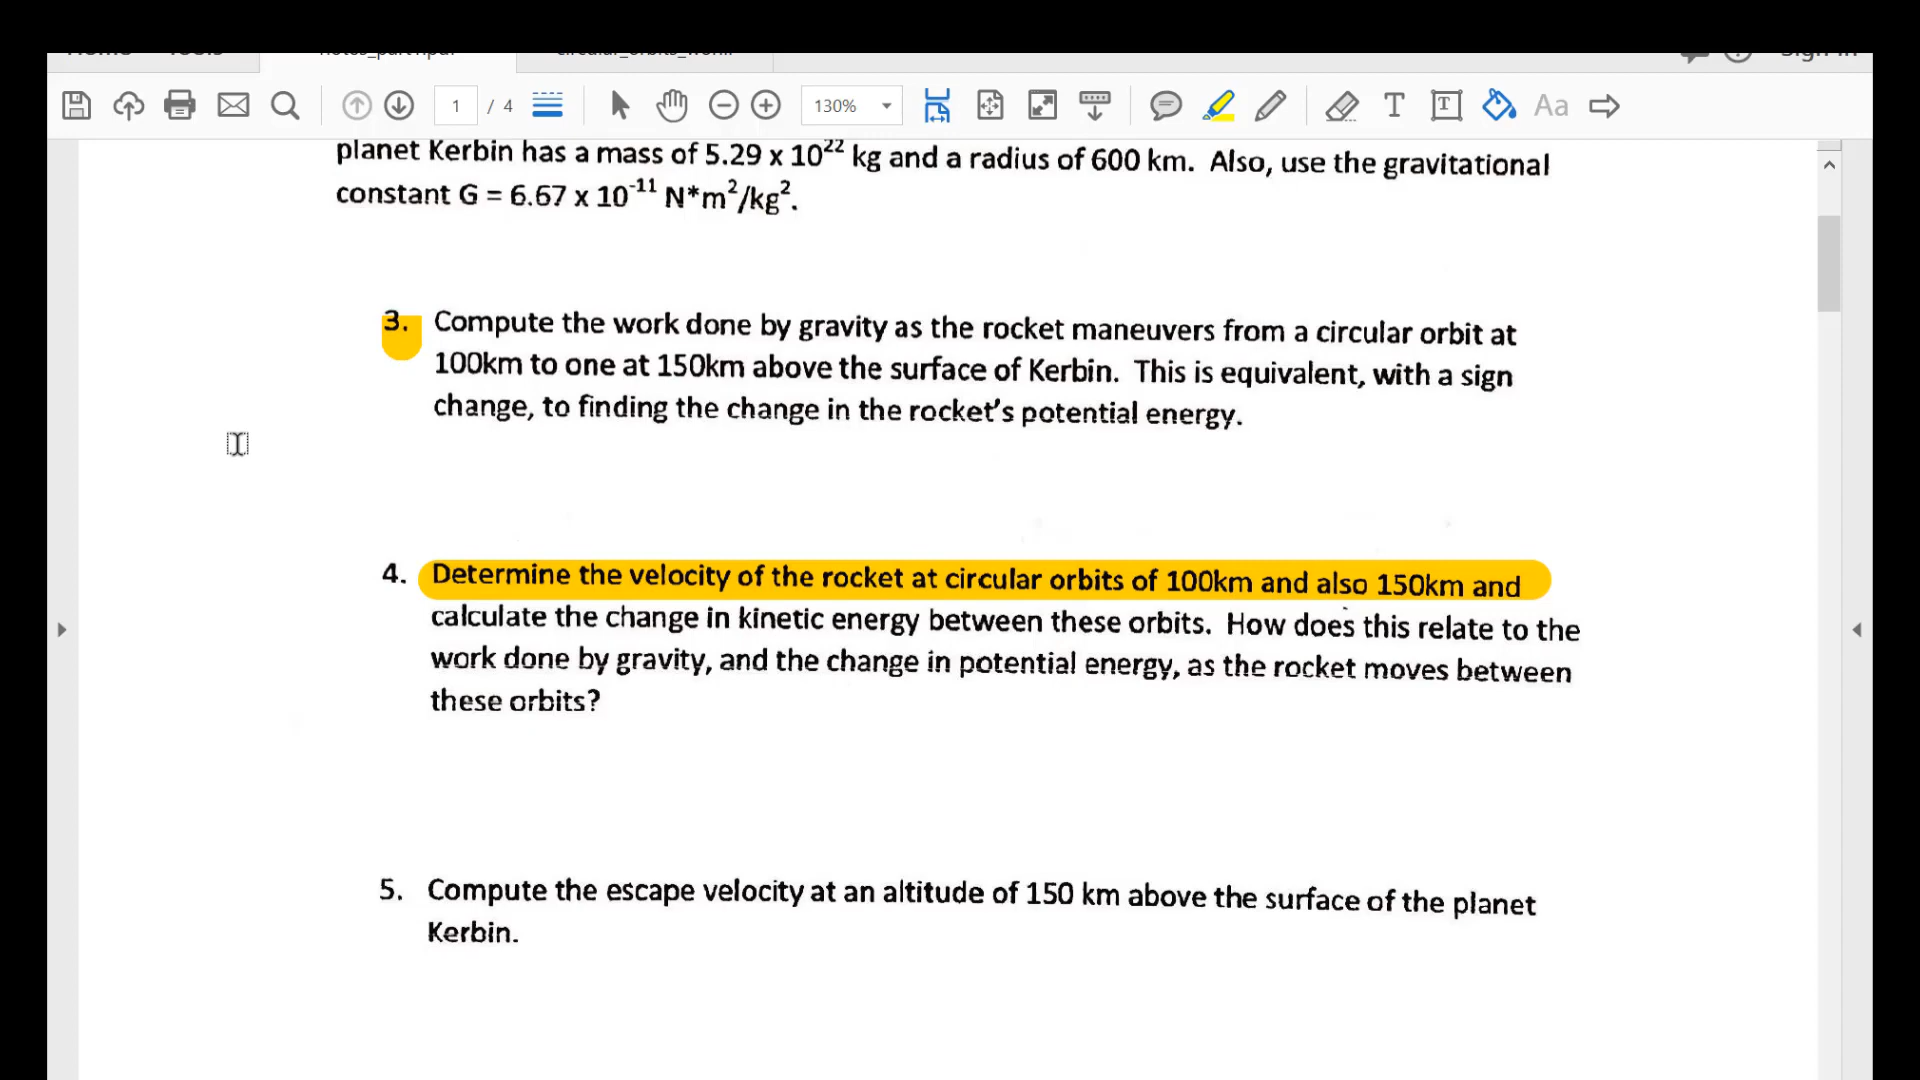 1 / 4
130%
T
T
Aa
planet Kerbin has a mass of 5.29 x 10²² kg and a radius of 600 km. Also, use the gravitational
constant G = 6.67 x 10⁻¹¹ N*m²/kg².
3. Compute the work done by gravity as the rocket maneuvers from a circular orbit at
100km to one at 150km above the surface of Kerbin. This is equivalent, with a sign
change, to finding the change in the rocket's potential energy.
4. Determine the velocity of the rocket at circular orbits of 100km and also 150km and
calculate the change in kinetic energy between these orbits. How does this relate to the
work done by gravity, and the change in potential energy, as the rocket moves between
these orbits?
5. Compute the escape velocity at an altitude of 150 km above the surface of the planet
Kerbin.